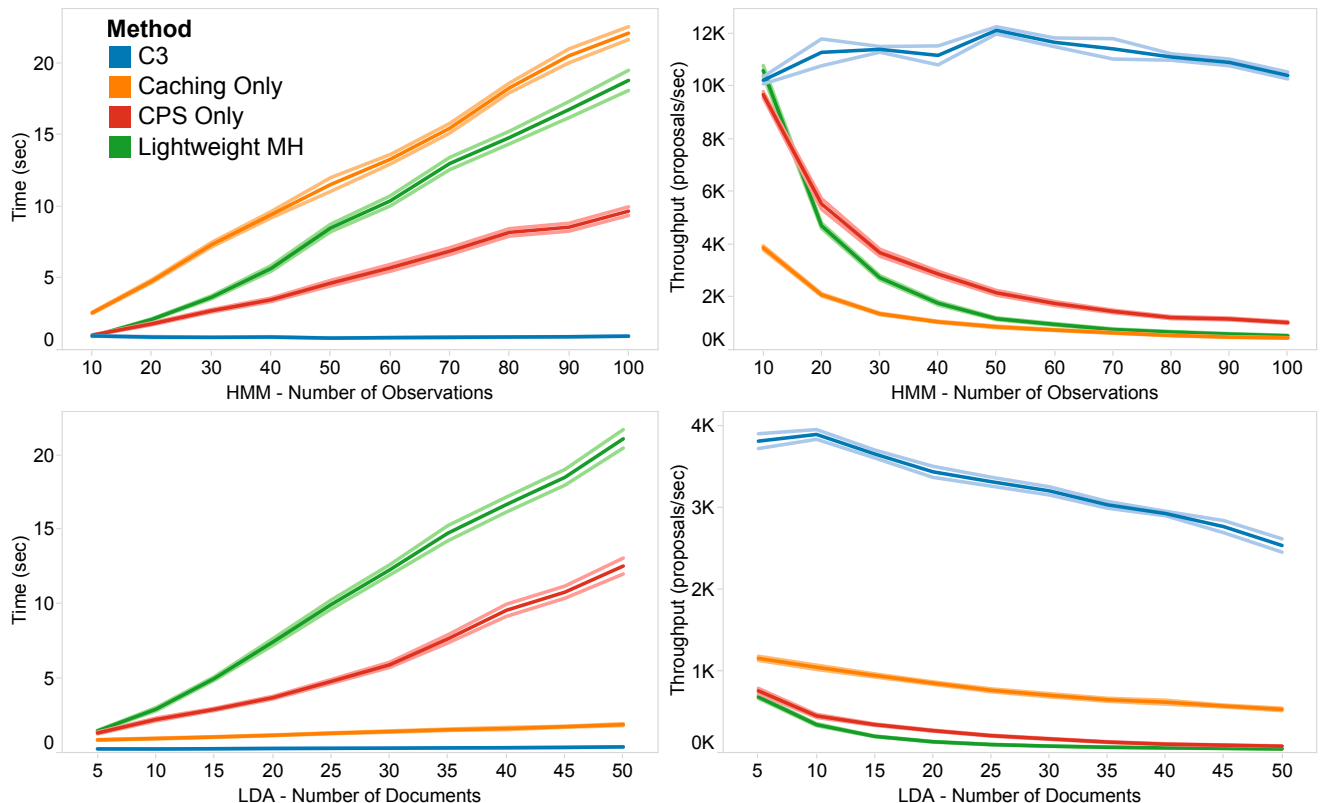 Method
C3
Caching Only
CPS Only
Lightweight MH
Time (sec)
20
15
10
5
0
10 20 30 40 50 60 70 80 90 100
HMM - Number of Observations
Throughput (proposals/sec)
12K
10K
8K
6K
4K
2K
0K
10 20 30 40 50 60 70 80 90 100
HMM - Number of Observations
Time (sec)
20
15
10
5
0
5 10 15 20 25 30 35 40 45 50
LDA - Number of Documents
Throughput (proposals/sec)
4K
3K
2K
1K
0K
5 10 15 20 25 30 35 40 45 50
LDA - Number of Documents